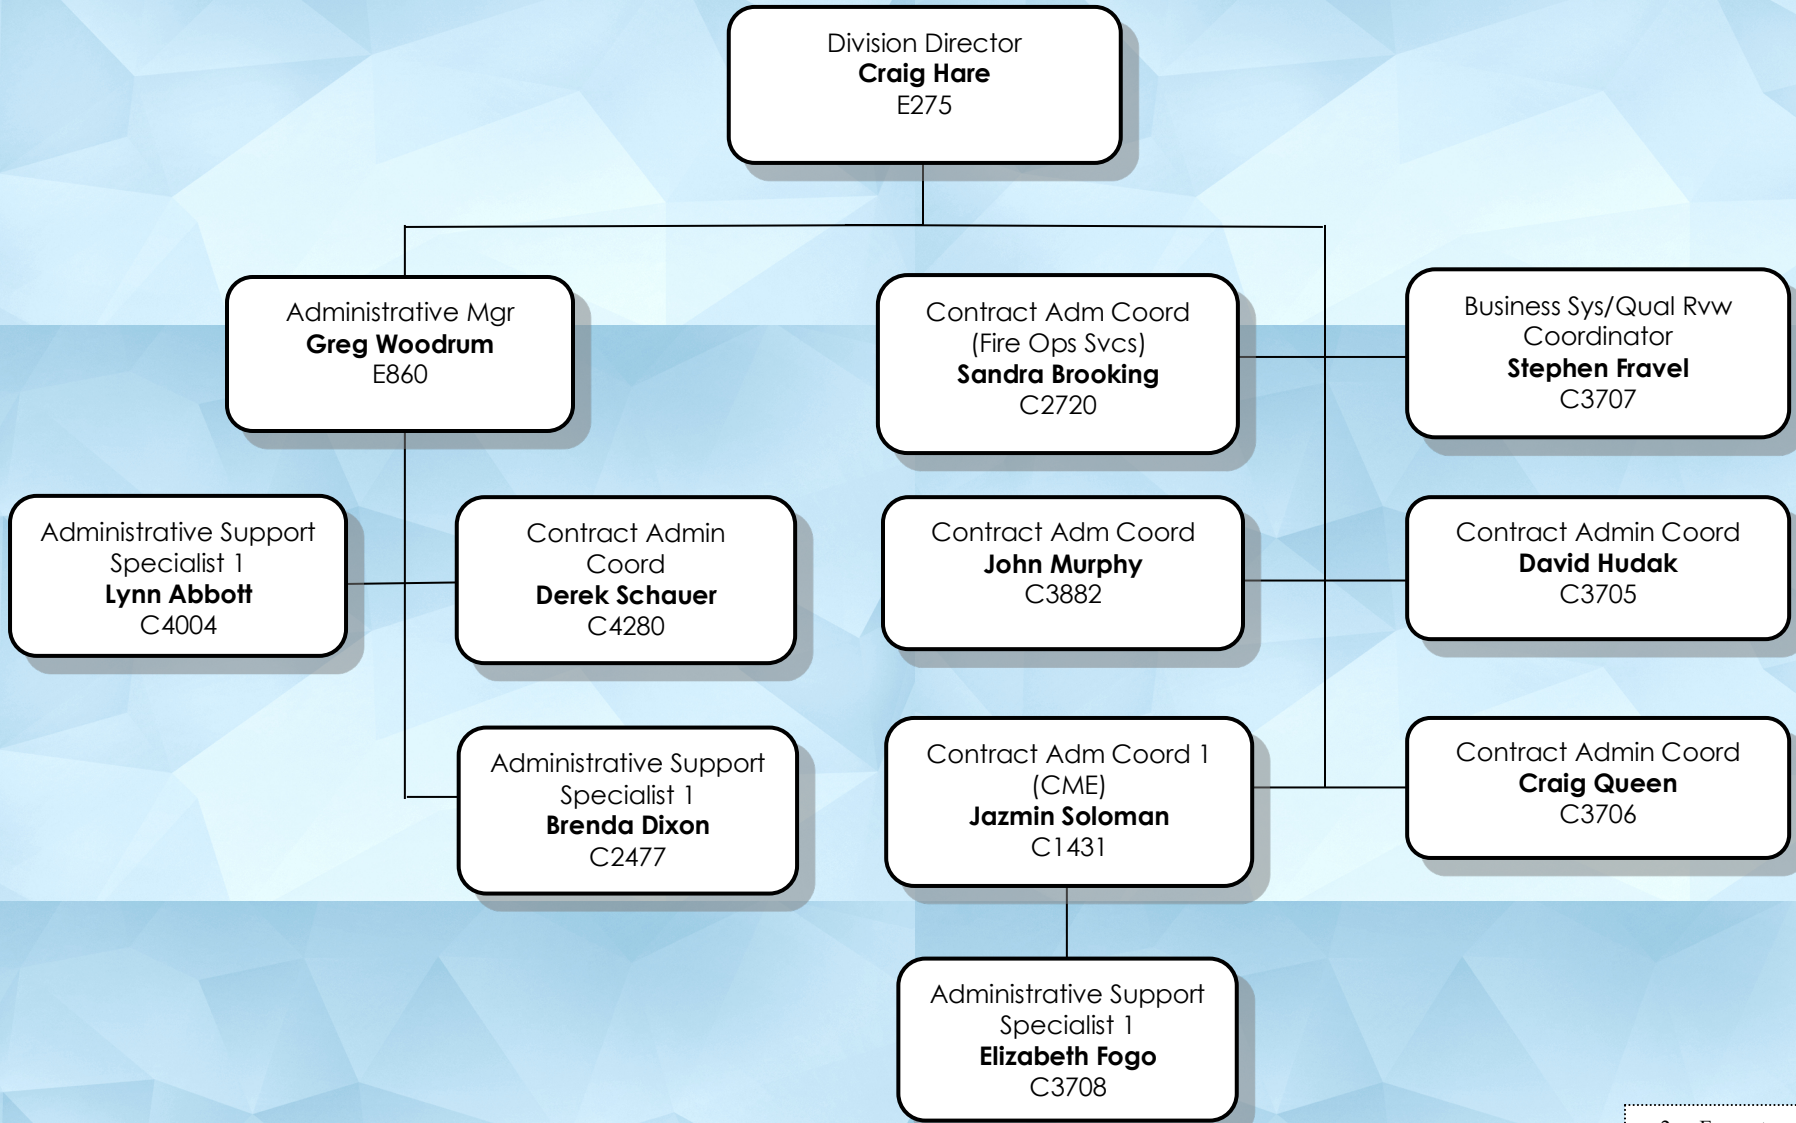 Division Director
Craig Hare
E275
Administrative Mgr
Greg Woodrum
E860
Contract Adm Coord
(Fire Ops Svcs)
Sandra Brooking
C2720
Business Sys/Qual Rvw
Coordinator
Stephen Fravel
C3707
Administrative Support
Specialist 1
Lynn Abbott
C4004
Contract Admin
Coord
Derek Schauer
C4280
Contract Adm Coord
John Murphy
C3882
Contract Admin Coord
David Hudak
C3705
Administrative Support
Specialist 1
Brenda Dixon
C2477
Contract Adm Coord 1
(CME)
Jazmin Soloman
C1431
Contract Admin Coord
Craig Queen
C3706
Administrative Support
Specialist 1
Elizabeth Fogo
C3708